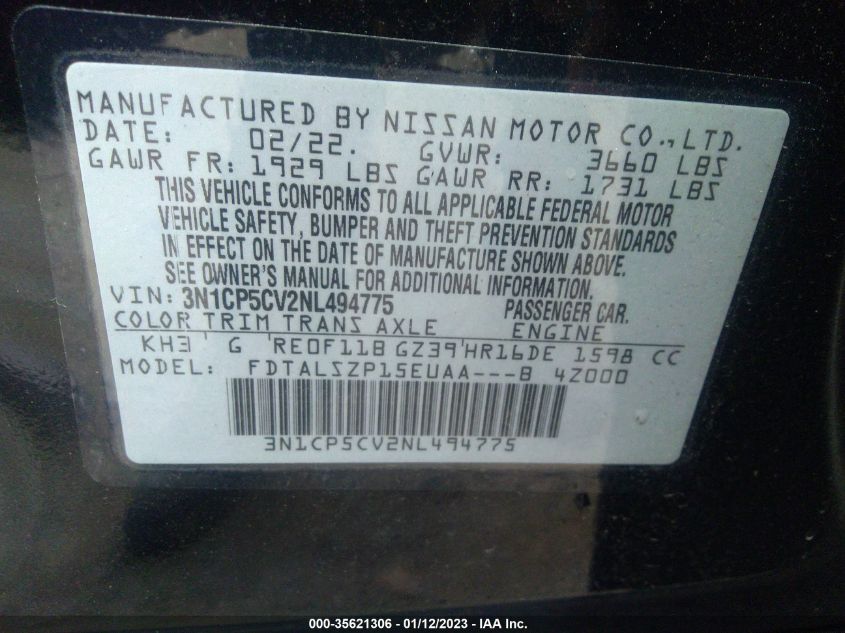 MANUFACTURED BY NISSAN MOTOR CO., LTD.
DATE: 02/22. GVWR: 3660 LBS
GAWR FR: 1929 LBS GAWR RR: 1731 LBS
THIS VEHICLE CONFORMS TO ALL APPLICABLE FEDERAL MOTOR
VEHICLE SAFETY, BUMPER AND THEFT PREVENTION STANDARDS
IN EFFECT ON THE DATE OF MANUFACTURE SHOWN ABOVE.
SEE OWNER'S MANUAL FOR ADDITIONAL INFORMATION.
VIN: 3N1CP5CV2NL494775 PASSENGER CAR.
COLOR TRIM TRANS AXLE ENGINE
KH3 G RE0F11B GZ39 HR16DE 1598 CC
MODEL: FDTALSZP15EUAA---B 4Z000
3N1CP5CV2NL494775
000-35621306 - 01/12/2023 - IAA Inc.